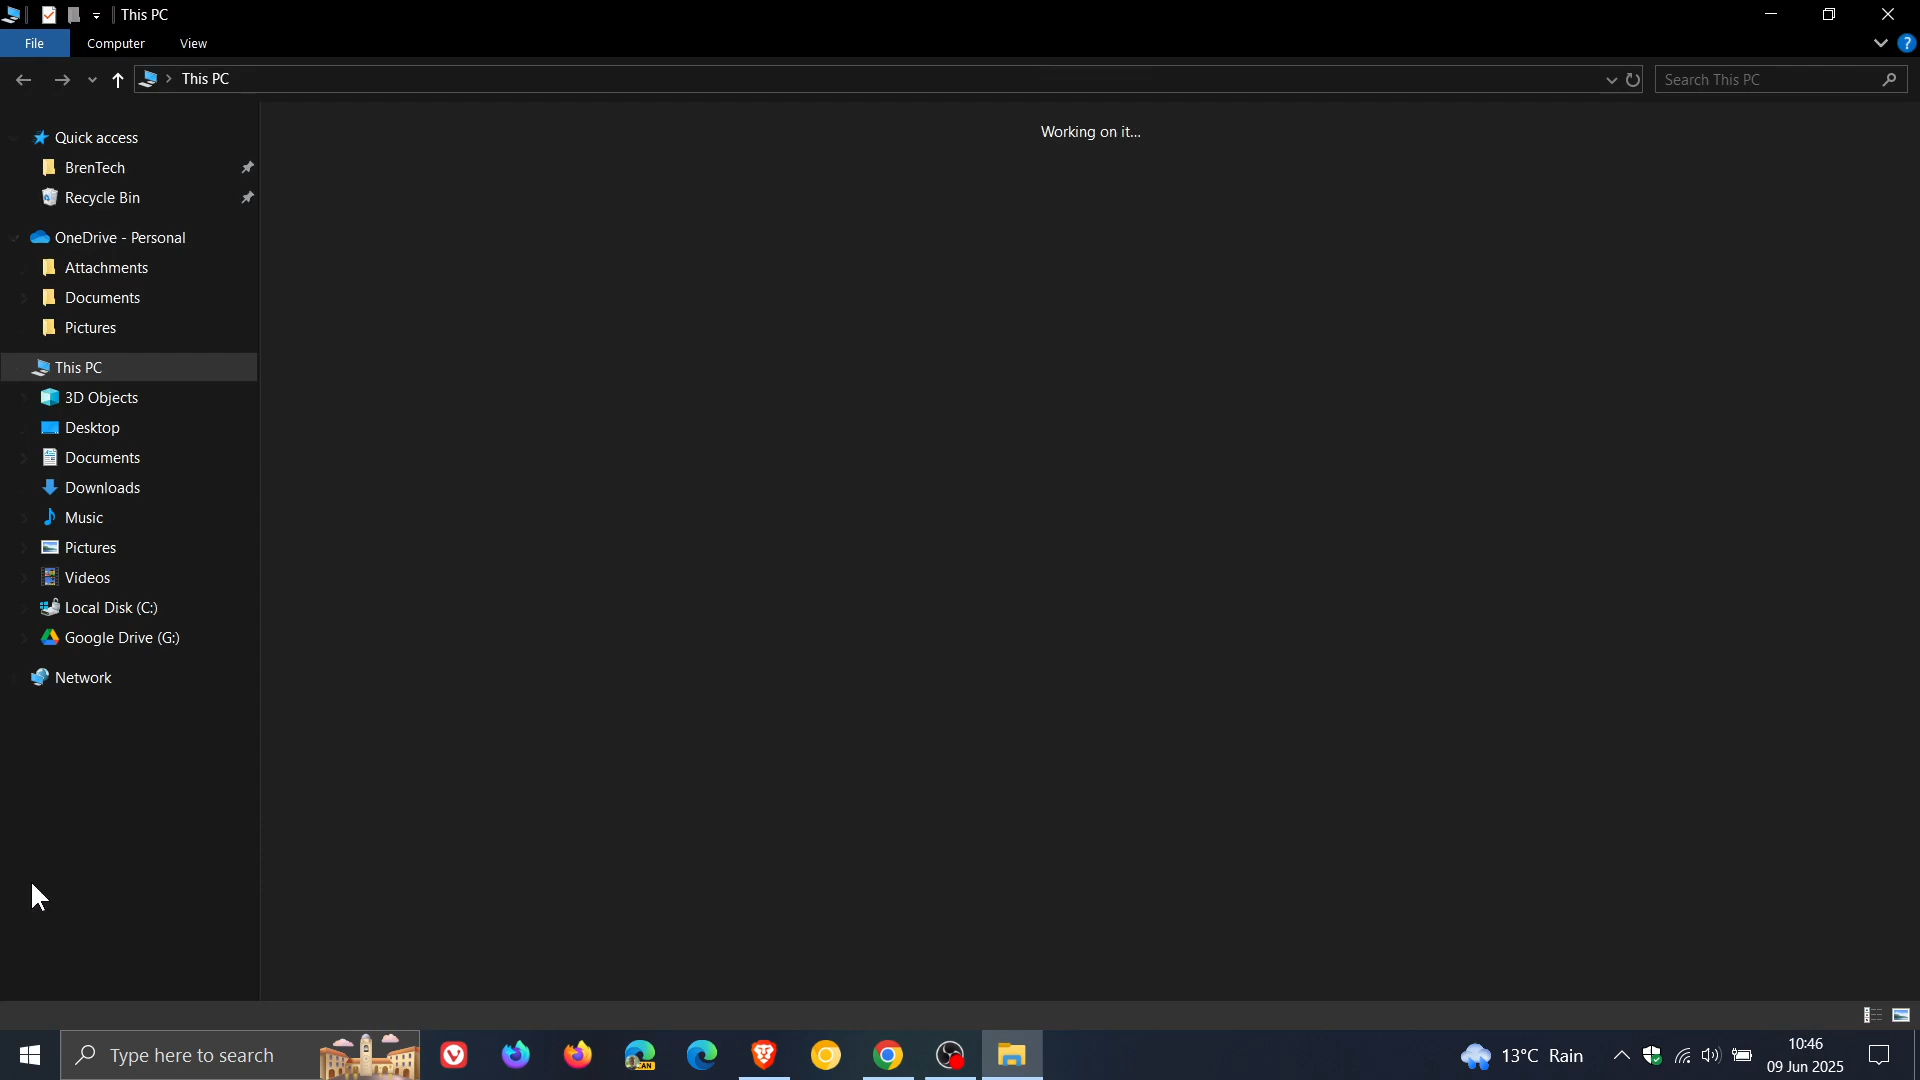 This PC
File
Computer
View
?
This PC
Search This PC
Working on it...
Quick access
BrenTech
Recycle Bin
OneDrive - Personal
Attachments
Documents
Pictures
This PC
3D Objects
Desktop
Documents
Downloads
Music
Pictures
Videos
Local Disk (C:)
Google Drive (G:)
Network
Type here to search
CAN
13°C Rain
10:46
09 Jun 2025